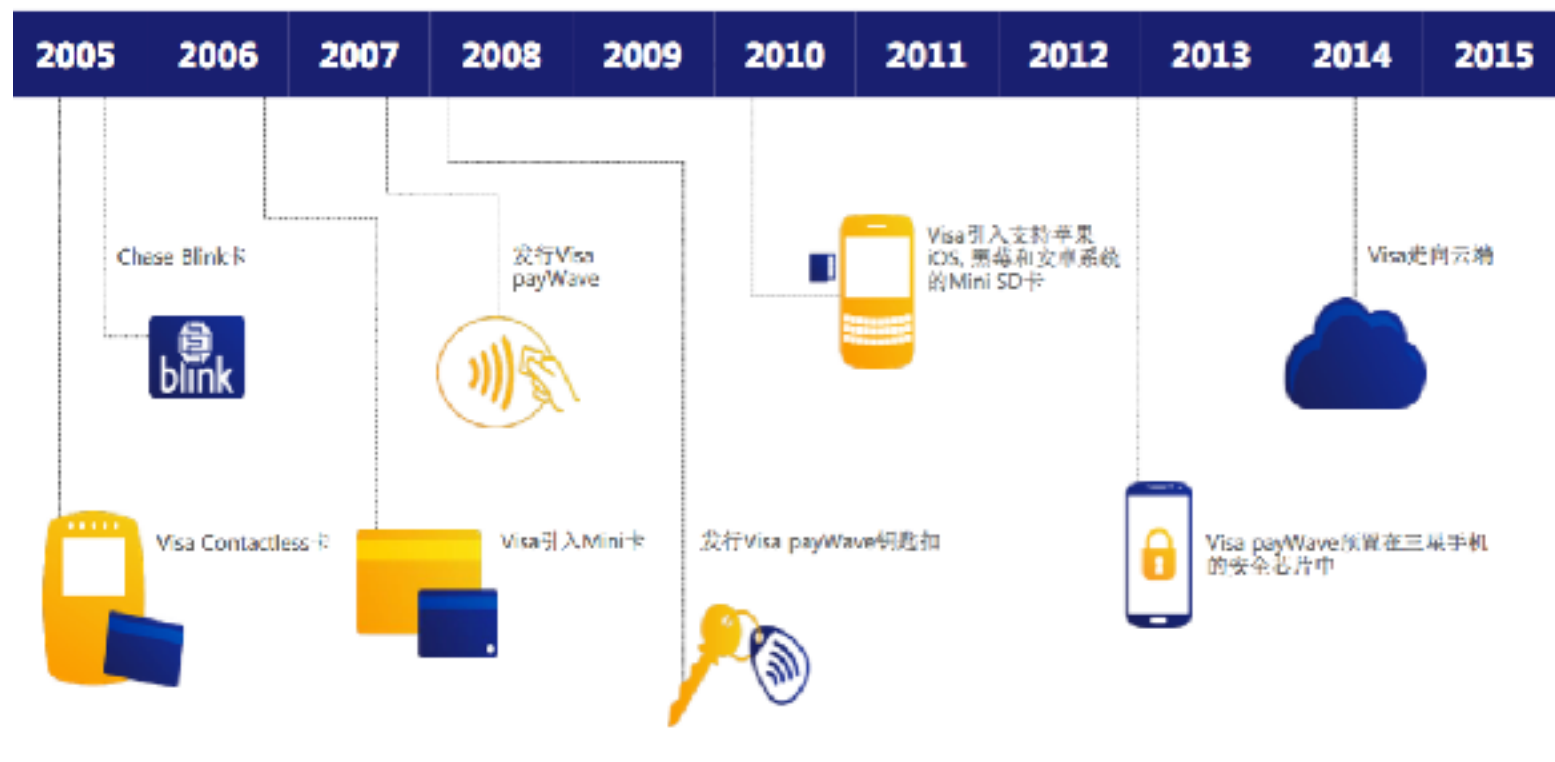 2005 2006 2007 2008 2009 2010 2011 2012 2013 2014 2015
Chase Blink卡
blink
发行Visa
payWave
Visa引入支持苹果
iOS, 黑莓和安卓系统
的Mini SD卡
Visa走向云端
Visa Contactless卡
Visa引入Mini卡
发行Visa payWave钥匙扣
Visa payWave预置在三星手机
的安全芯片中